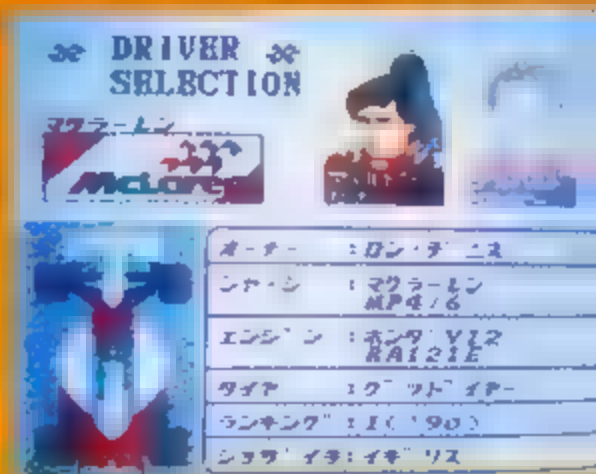 DRIVER
SELECTION
マクラーレン
McLaren
オーナー :ロン・デニス
シャーシ :マクラーレン
MP4/6
エンジン :ホンダ V12
RA121E
タイヤ :グッドイヤー
ランキング :1('90)
ショザイチ:イギリス